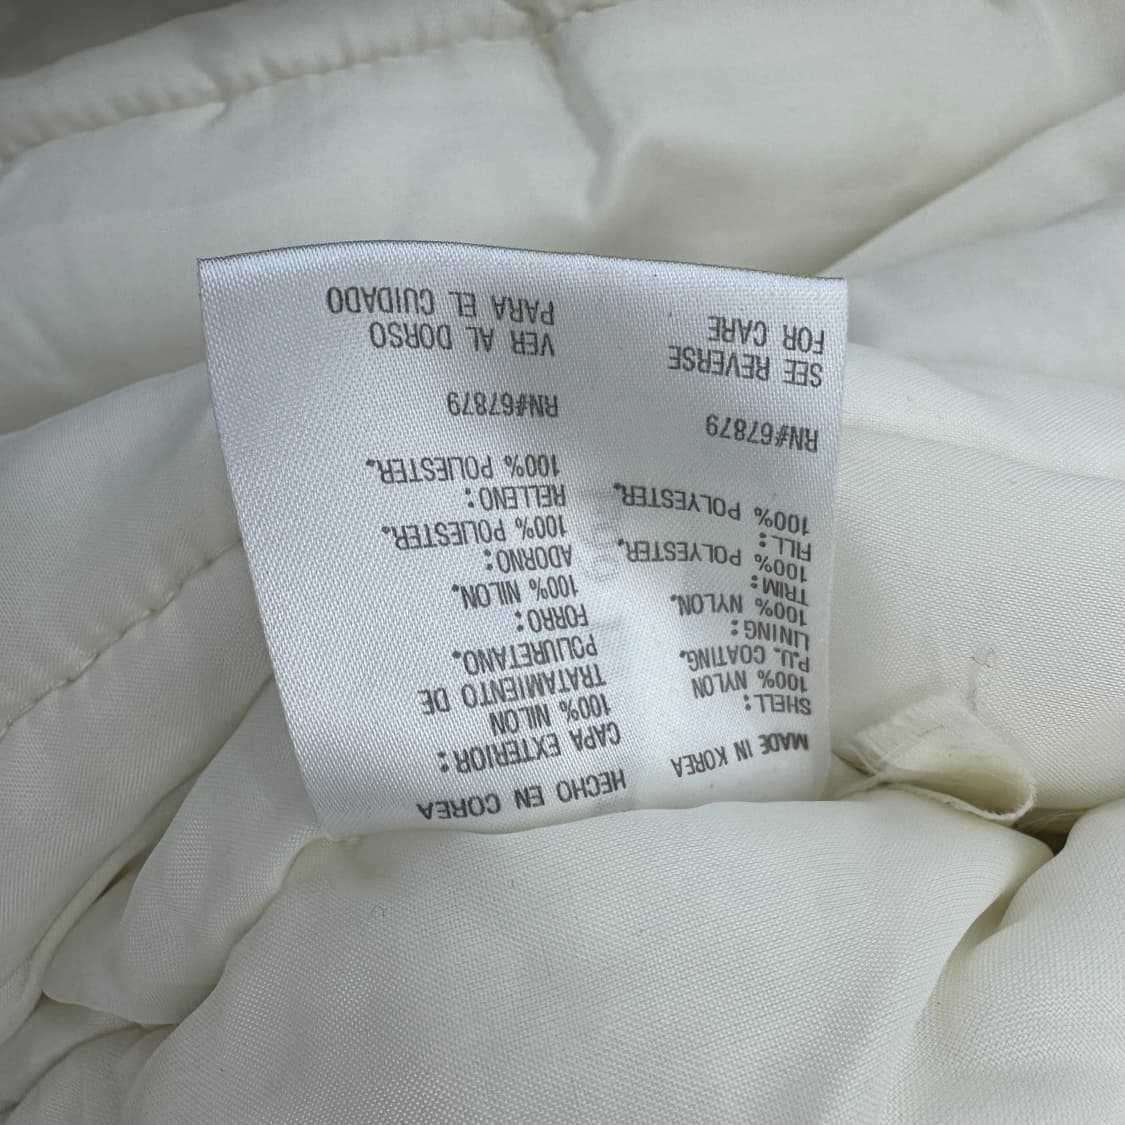 MADE IN KOREA
SHELL:
100% NYLON
P.U. COATING.
LINING:
100% NYLON.
TRIM:
100% POLYESTER.
FILL:
100% POLYESTER.
RN#67879
SEE REVERSE
FOR CARE
HECHO EN COREA
CAPA EXTERIOR:
100% NILON
TRATAMIENTO DE
POLIURETANO.
FORRO:
100% NILON.
ADORNO:
100% POLIESTER.
RELLENO:
100% POLIESTER.
RN#67879
VER AL DORSO
PARA EL CUIDADO